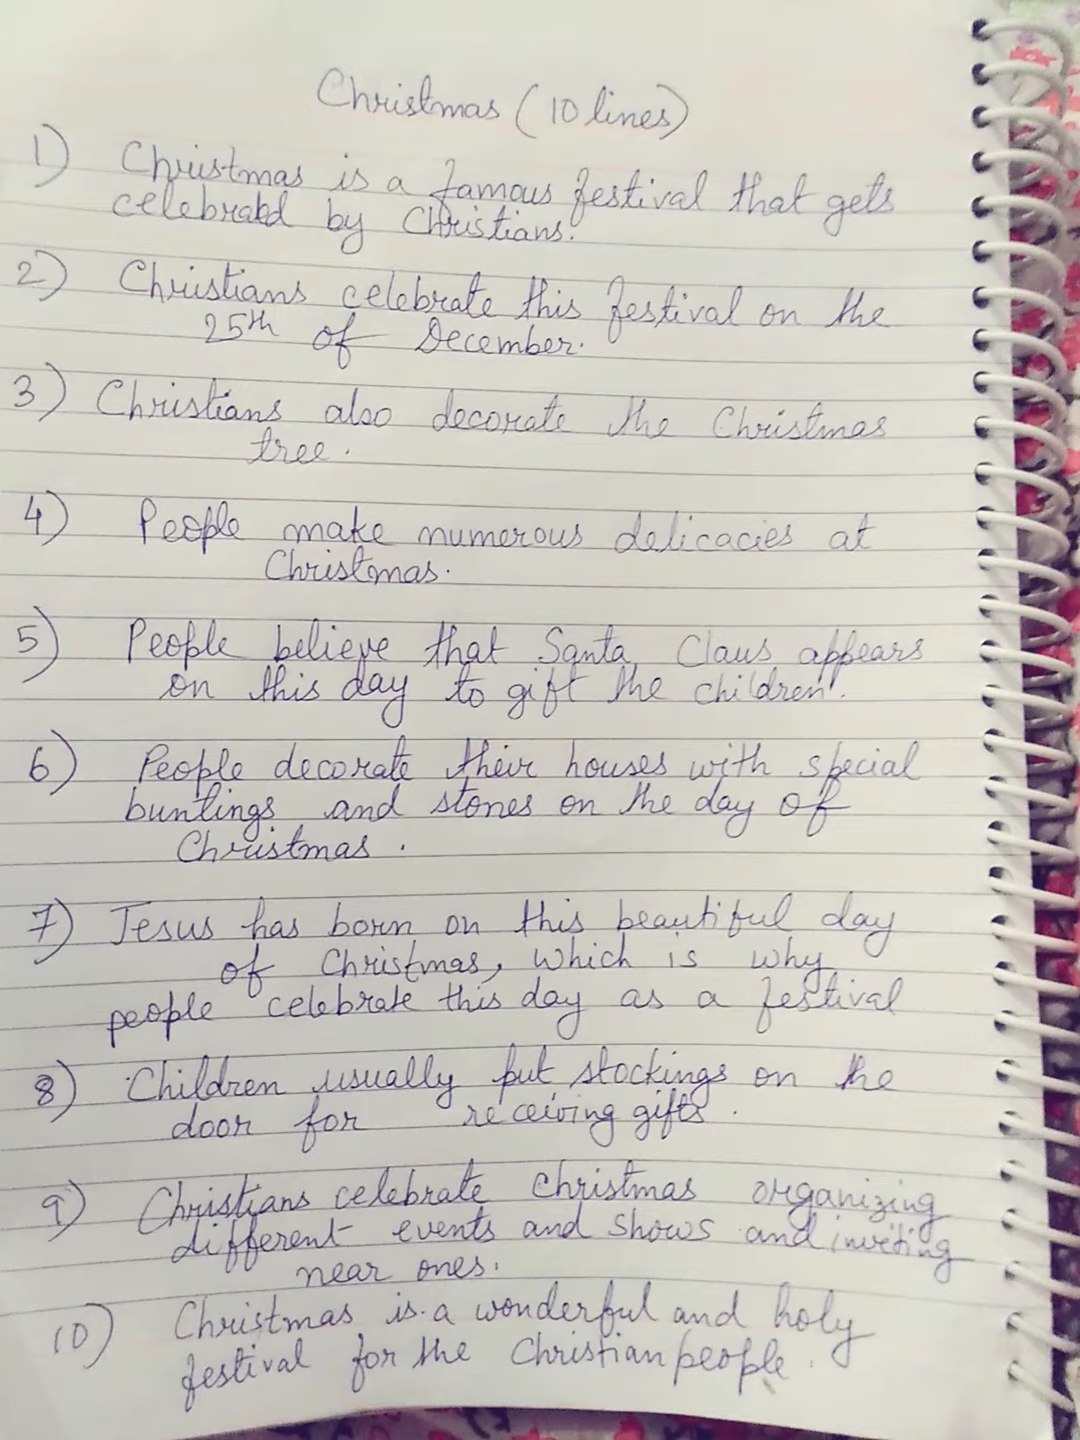 Christmas (10 lines)
1) Christmas is a famous festival that gets
celebrated by Christians.
2) Christians celebrate this festival on the
25th of December.
3) Christians also decorate the Christmas
tree.
4) People make numerous delicacies at
Christmas.
5) People believe that Santa Claus appears
on this day to gift the children.
6) People decorate their houses with special
buntings and stones on the day of
Christmas.
7) Jesus has born on this beautiful day
of Christmas, which is why
people celebrate this day as a festival
8) Children usually put stockings on the
door for receiving gifts.
9) Christians celebrate christmas organizing
different events and shows and inviting
near ones.
10) Christmas is a wonderful and holy
festival for the Christian people.